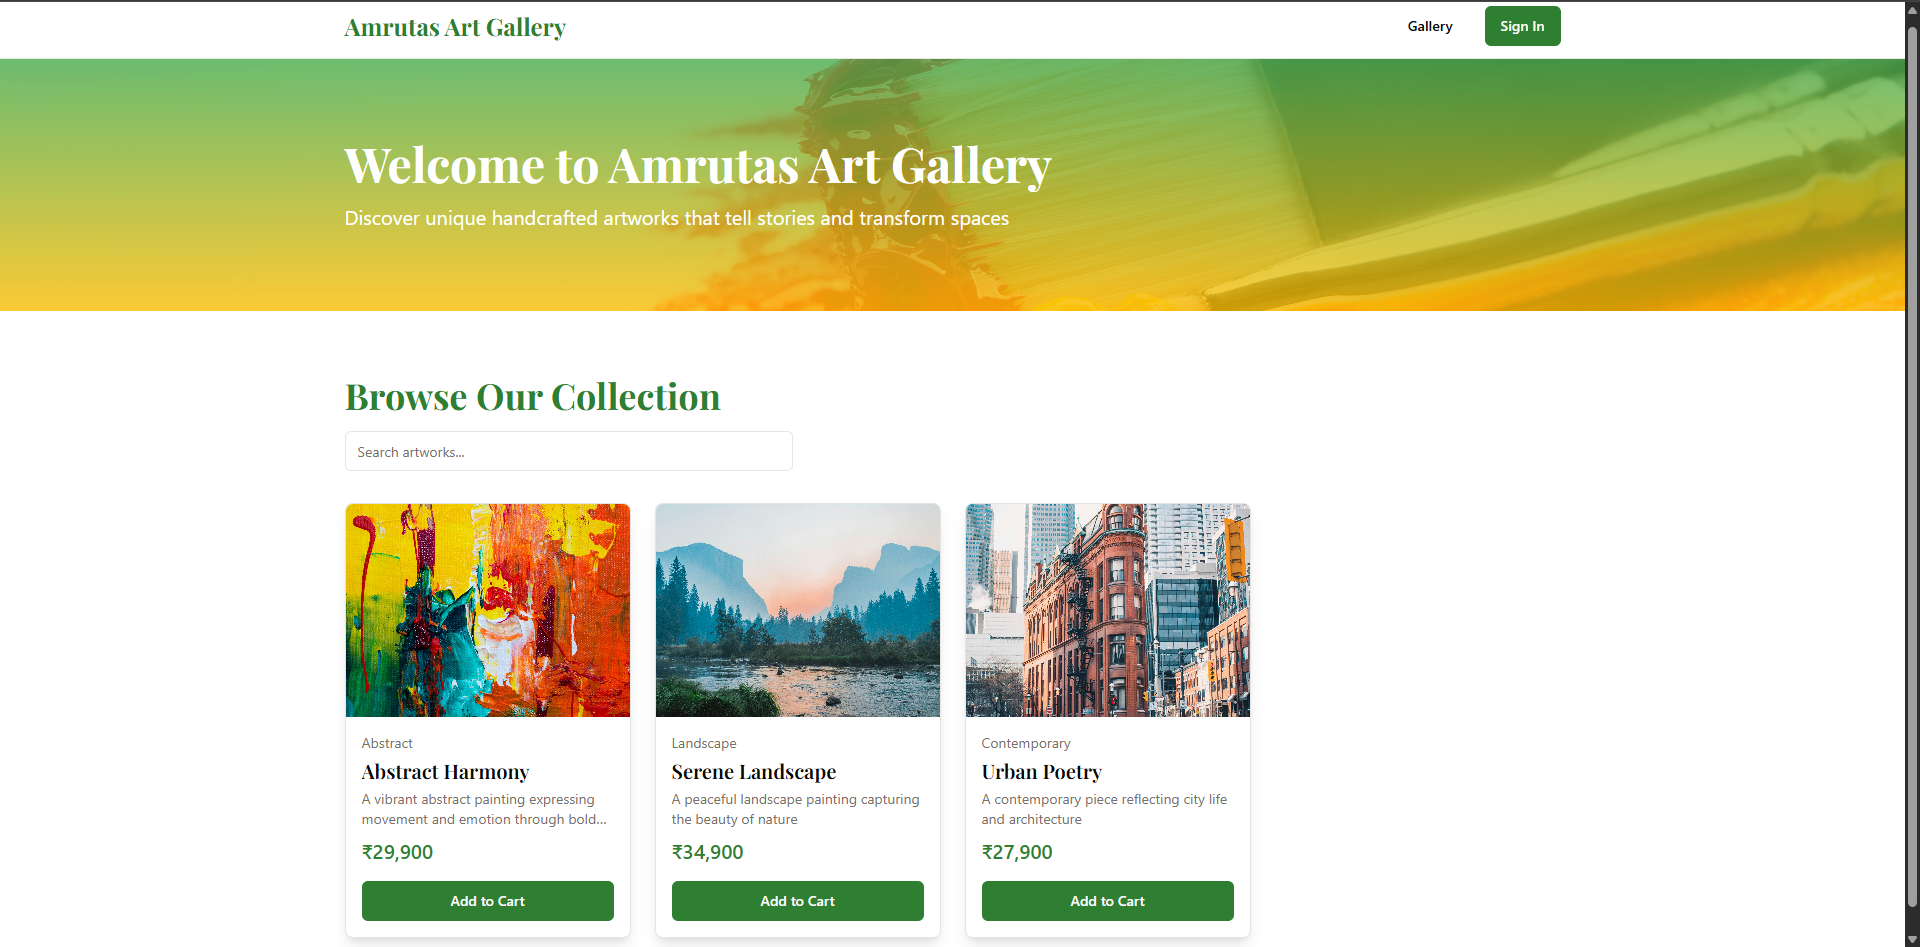 Amrutas Art Gallery
Gallery
Sign In
Welcome to Amrutas Art Gallery
Discover unique handcrafted artworks that tell stories and transform spaces
Browse Our Collection
Search artworks...
Abstract
Abstract Harmony
A vibrant abstract painting expressing
movement and emotion through bold...
₹29,900
Add to Cart
Landscape
Serene Landscape
A peaceful landscape painting capturing
the beauty of nature
₹34,900
Add to Cart
Contemporary
Urban Poetry
A contemporary piece reflecting city life
and architecture
₹27,900
Add to Cart